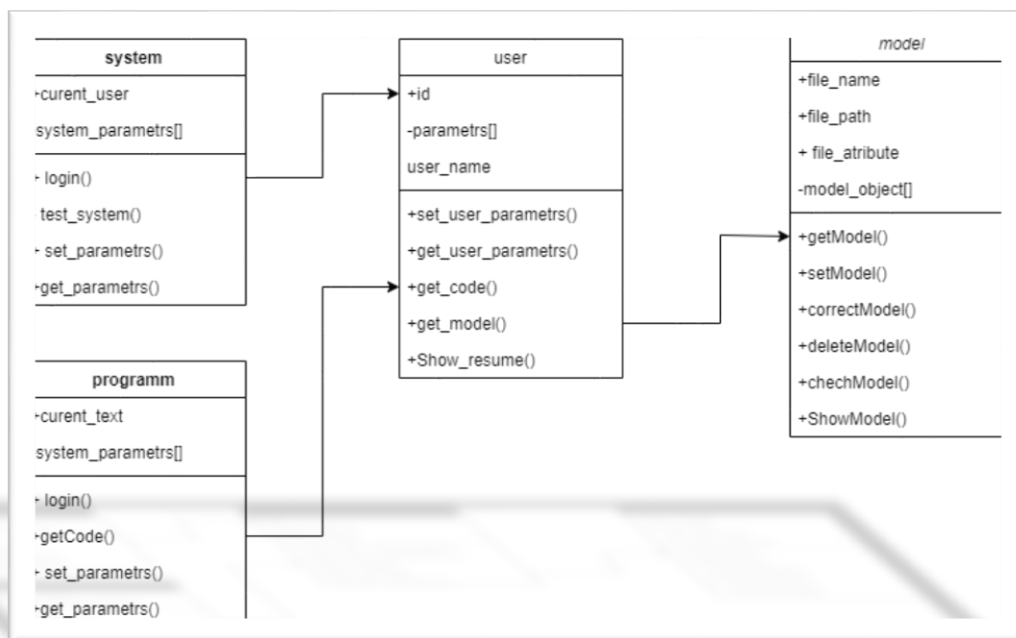 system
+curent_user
system_parametrs[]
+ login()
test_system()
+ set_parametrs()
+get_parametrs()
programm
+curent_text
system_parametrs[]
+ login()
+getCode()
+ set_parametrs()
+get_parametrs()
user
+id
-parametrs[]
user_name
+set_user_parametrs()
+get_user_parametrs()
+get_code()
+get_model()
+Show_resume()
model
+file_name
+file_path
+ file_atribute
-model_object[]
+getModel()
+setModel()
+correctModel()
+deleteModel()
+chechModel()
+ShowModel()